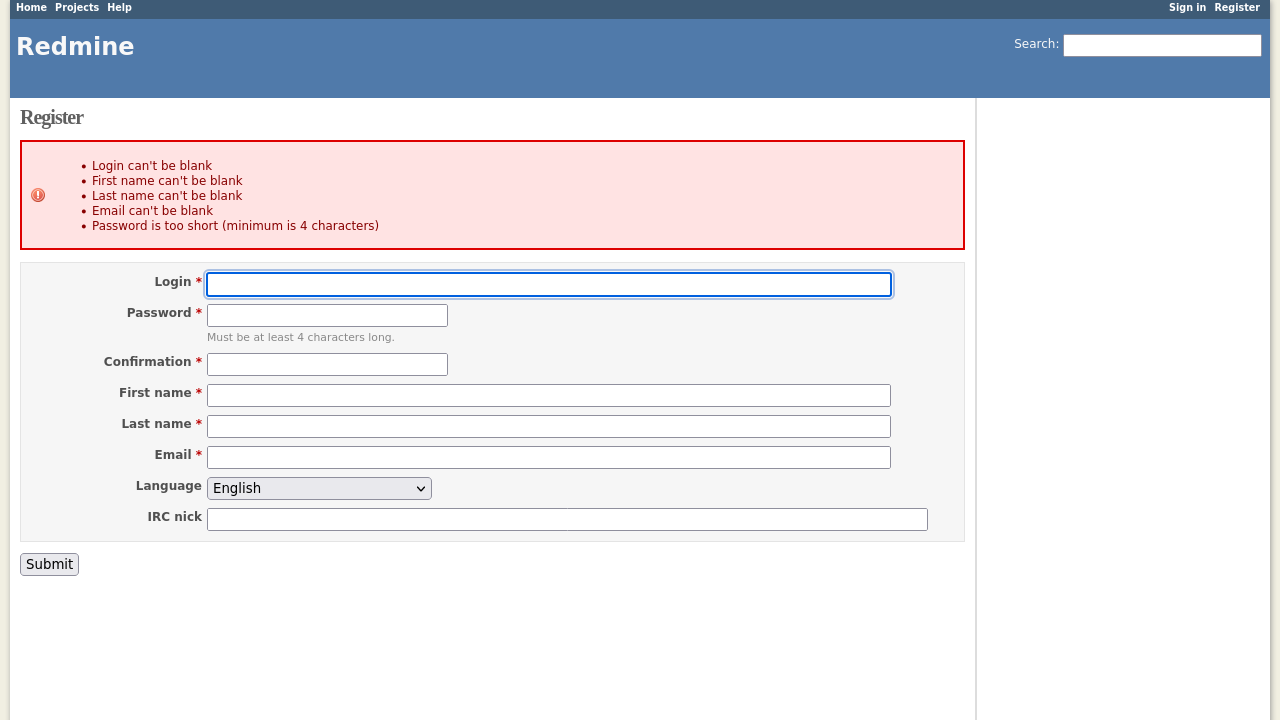 Home Projects Help Sign in Register
Redmine
Search:
Register
Login can't be blank
First name can't be blank
Last name can't be blank
Email can't be blank
Password is too short (minimum is 4 characters)
Login *
Password *
Must be at least 4 characters long.
Confirmation *
First name *
Last name *
Email *
Language English
IRC nick
Submit